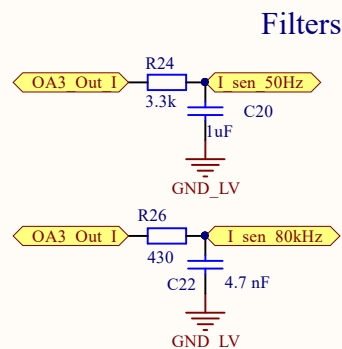 Filters
R24
OA3_Out_I
I_sen_50Hz
3.3k
C20
1uF
GND_LV
R26
OA3_Out_I
I_sen_80kHz
430
C22
4.7 nF
GND_LV